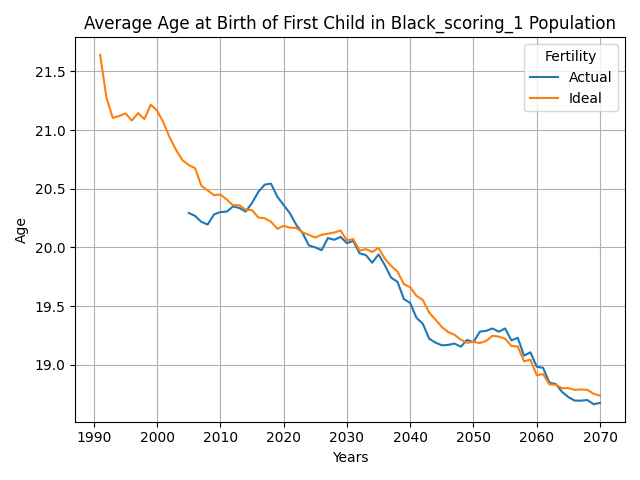 Average Age at Birth of First Child in Black_scoring_1 Population
Fertility
Actual
Ideal
21.5
21.0
20.5
20.0
19.5
19.0
Age
1990 2000 2010 2020 2030 2040 2050 2060 2070
Years